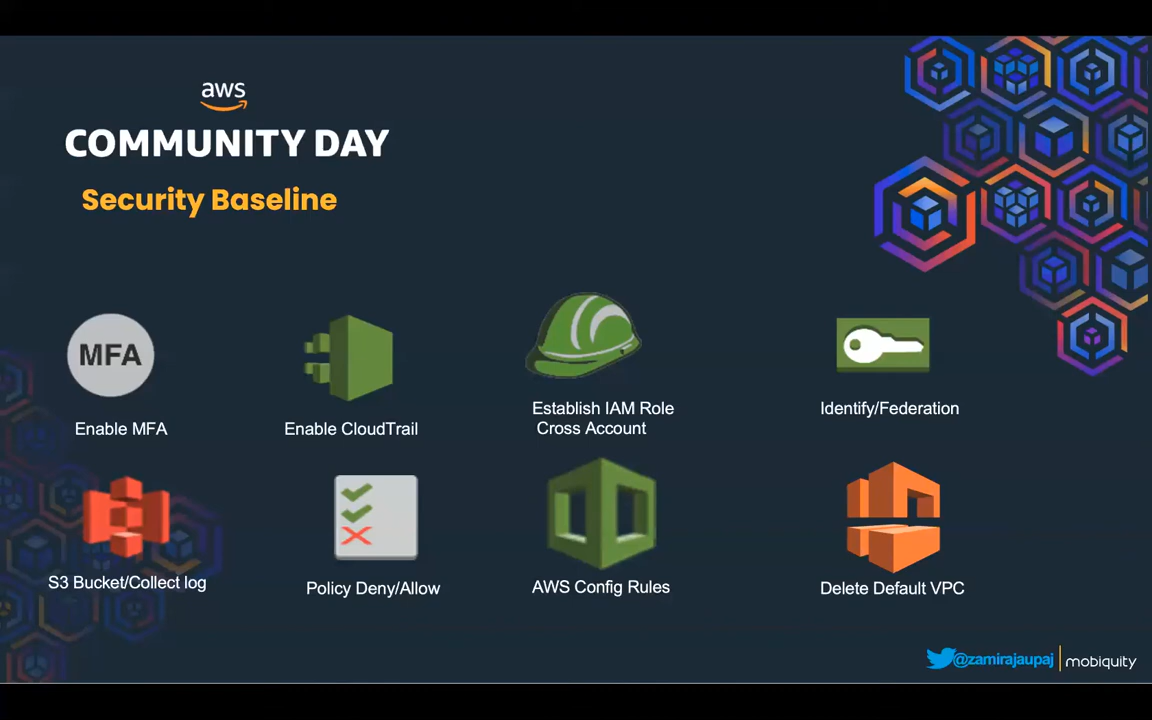 aws
COMMUNITY DAY
Security Baseline
MFA
Enable MFA
Enable CloudTrail
Establish IAM Role
Cross Account
Identify/Federation
S3 Bucket/Collect log
Policy Deny/Allow
AWS Config Rules
Delete Default VPC
@zamirajaupaj
mobiquity